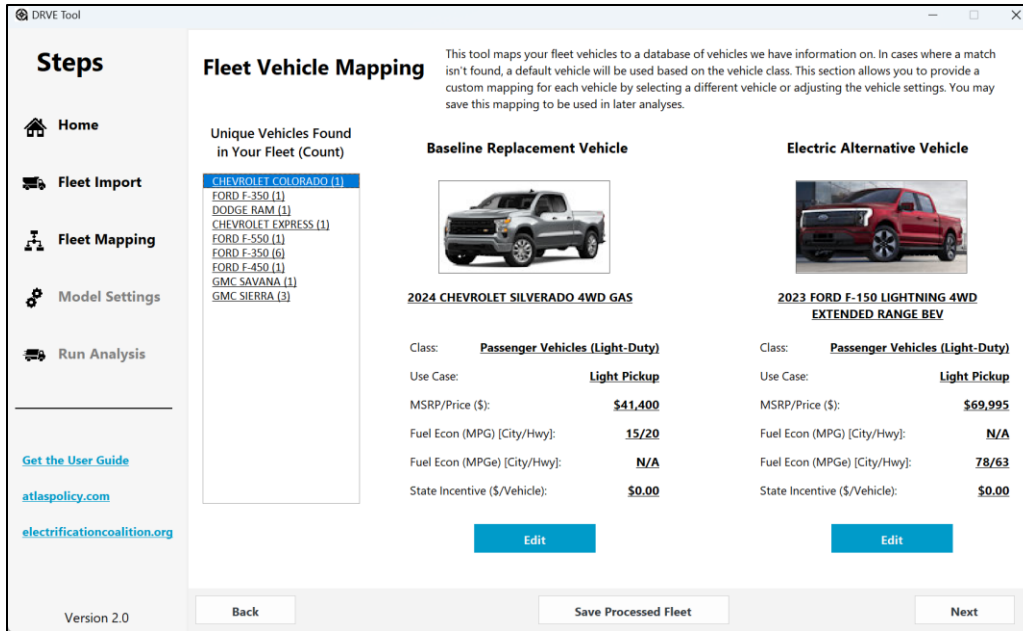 DRVE Tool
Steps
Home
Fleet Import
Fleet Mapping
Model Settings
Run Analysis
Get the User Guide
atlaspolicy.com
electrificationcoalition.org
Version 2.0
Fleet Vehicle Mapping
This tool maps your fleet vehicles to a database of vehicles we have information on. In cases where a match
isn't found, a default vehicle will be used based on the vehicle class. This section allows you to provide a
custom mapping for each vehicle by selecting a different vehicle or adjusting the vehicle settings. You may
save this mapping to be used in later analyses.
Unique Vehicles Found
in Your Fleet (Count)
CHEVROLET COLORADO (1)
FORD F-350 (1)
DODGE RAM (1)
CHEVROLET EXPRESS (1)
FORD F-550 (1)
FORD F-350 (6)
FORD F-450 (1)
GMC SAVANA (1)
GMC SIERRA (3)
Baseline Replacement Vehicle
2024 CHEVROLET SILVERADO 4WD GAS
Class: Passenger Vehicles (Light-Duty)
Use Case: Light Pickup
MSRP/Price ($): $41,400
Fuel Econ (MPG) [City/Hwy]: 15/20
Fuel Econ (MPGe) [City/Hwy]: N/A
State Incentive ($/Vehicle): $0.00
Edit
Electric Alternative Vehicle
2023 FORD F-150 LIGHTNING 4WD
EXTENDED RANGE BEV
Class: Passenger Vehicles (Light-Duty)
Use Case: Light Pickup
MSRP/Price ($): $69,995
Fuel Econ (MPG) [City/Hwy]: N/A
Fuel Econ (MPGe) [City/Hwy]: 78/63
State Incentive ($/Vehicle): $0.00
Edit
Back
Save Processed Fleet
Next